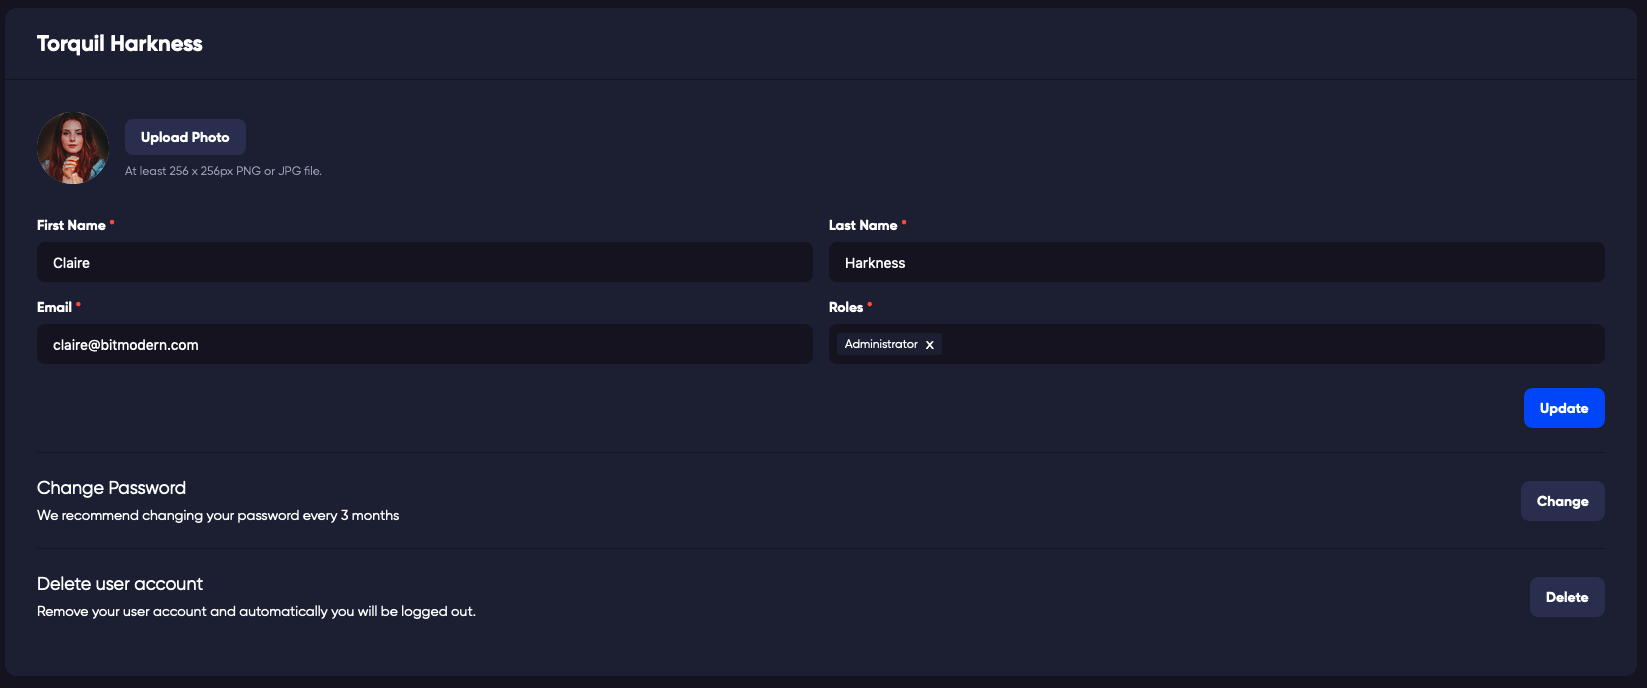 Torquil Harkness
Upload Photo
At least 256 x 256px PNG or JPG file.
First Name *
Last Name *
Claire
Harkness
Email *
Roles *
claire@bitmodern.com
Administrator x
Update
Change Password
We recommend changing your password every 3 months
Change
Delete user account
Remove your user account and automatically you will be logged out.
Delete